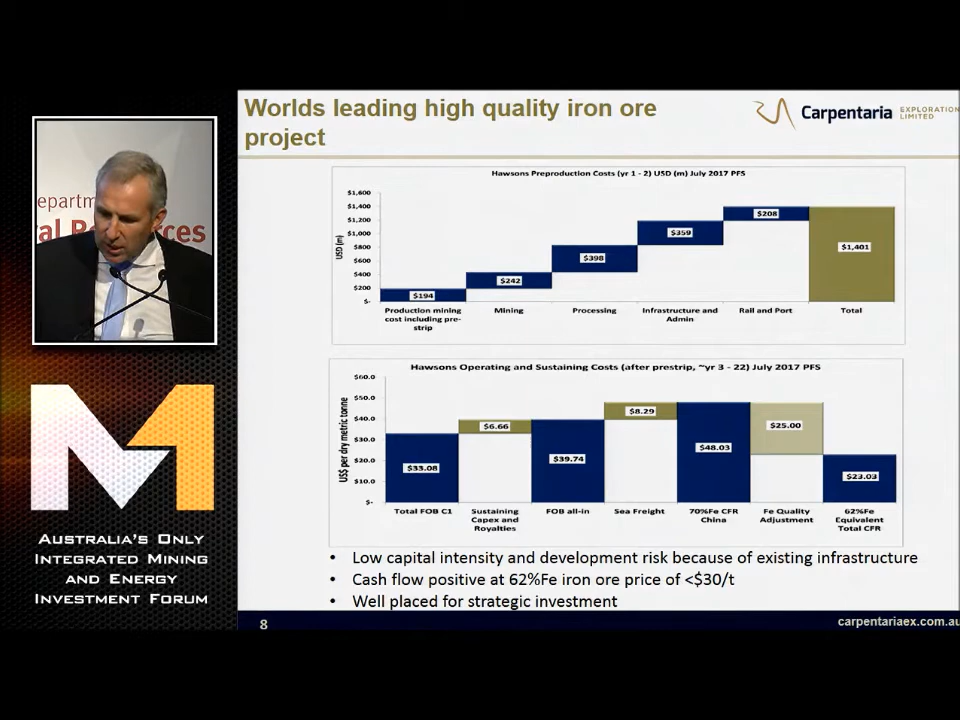 Worlds leading high quality iron ore
project
Carpentaria EXPLORATION
LIMITED
epartm
al Re ces
Hawsons Preproduction Costs (yr 1 - 2) USD (m) July 2017 PFS
USD (m)
$1,600
$1,400
$1,200
$1,000
$800
$600
$400
$200
$-
$194
$242
$398
$359
$208
$1,401
Production mining
cost including pre-
strip
Mining
Processing
Infrastructure and
Admin
Rail and Port
Total
Hawsons Operating and Sustaining Costs (after prestrip, ~yr 3 - 22) July 2017 PFS
US$ per dry metric tonne
$60.0
$50.0
$40.0
$30.0
$20.0
$10.0
$-
$33.08
$6.66
$39.74
$8.29
$48.03
$25.00
$23.03
Total FOB C1
Sustaining
Capex and
Royalties
FOB all-in
Sea Freight
70%Fe CFR
China
Fe Quality
Adjustment
62%Fe
Equivalent
Total CFR
• Low capital intensity and development risk because of existing infrastructure
• Cash flow positive at 62%Fe iron ore price of <$30/t
• Well placed for strategic investment
8
carpentariaex.com.au
M
Australia's Only
Integrated Mining
and Energy
Investment Forum